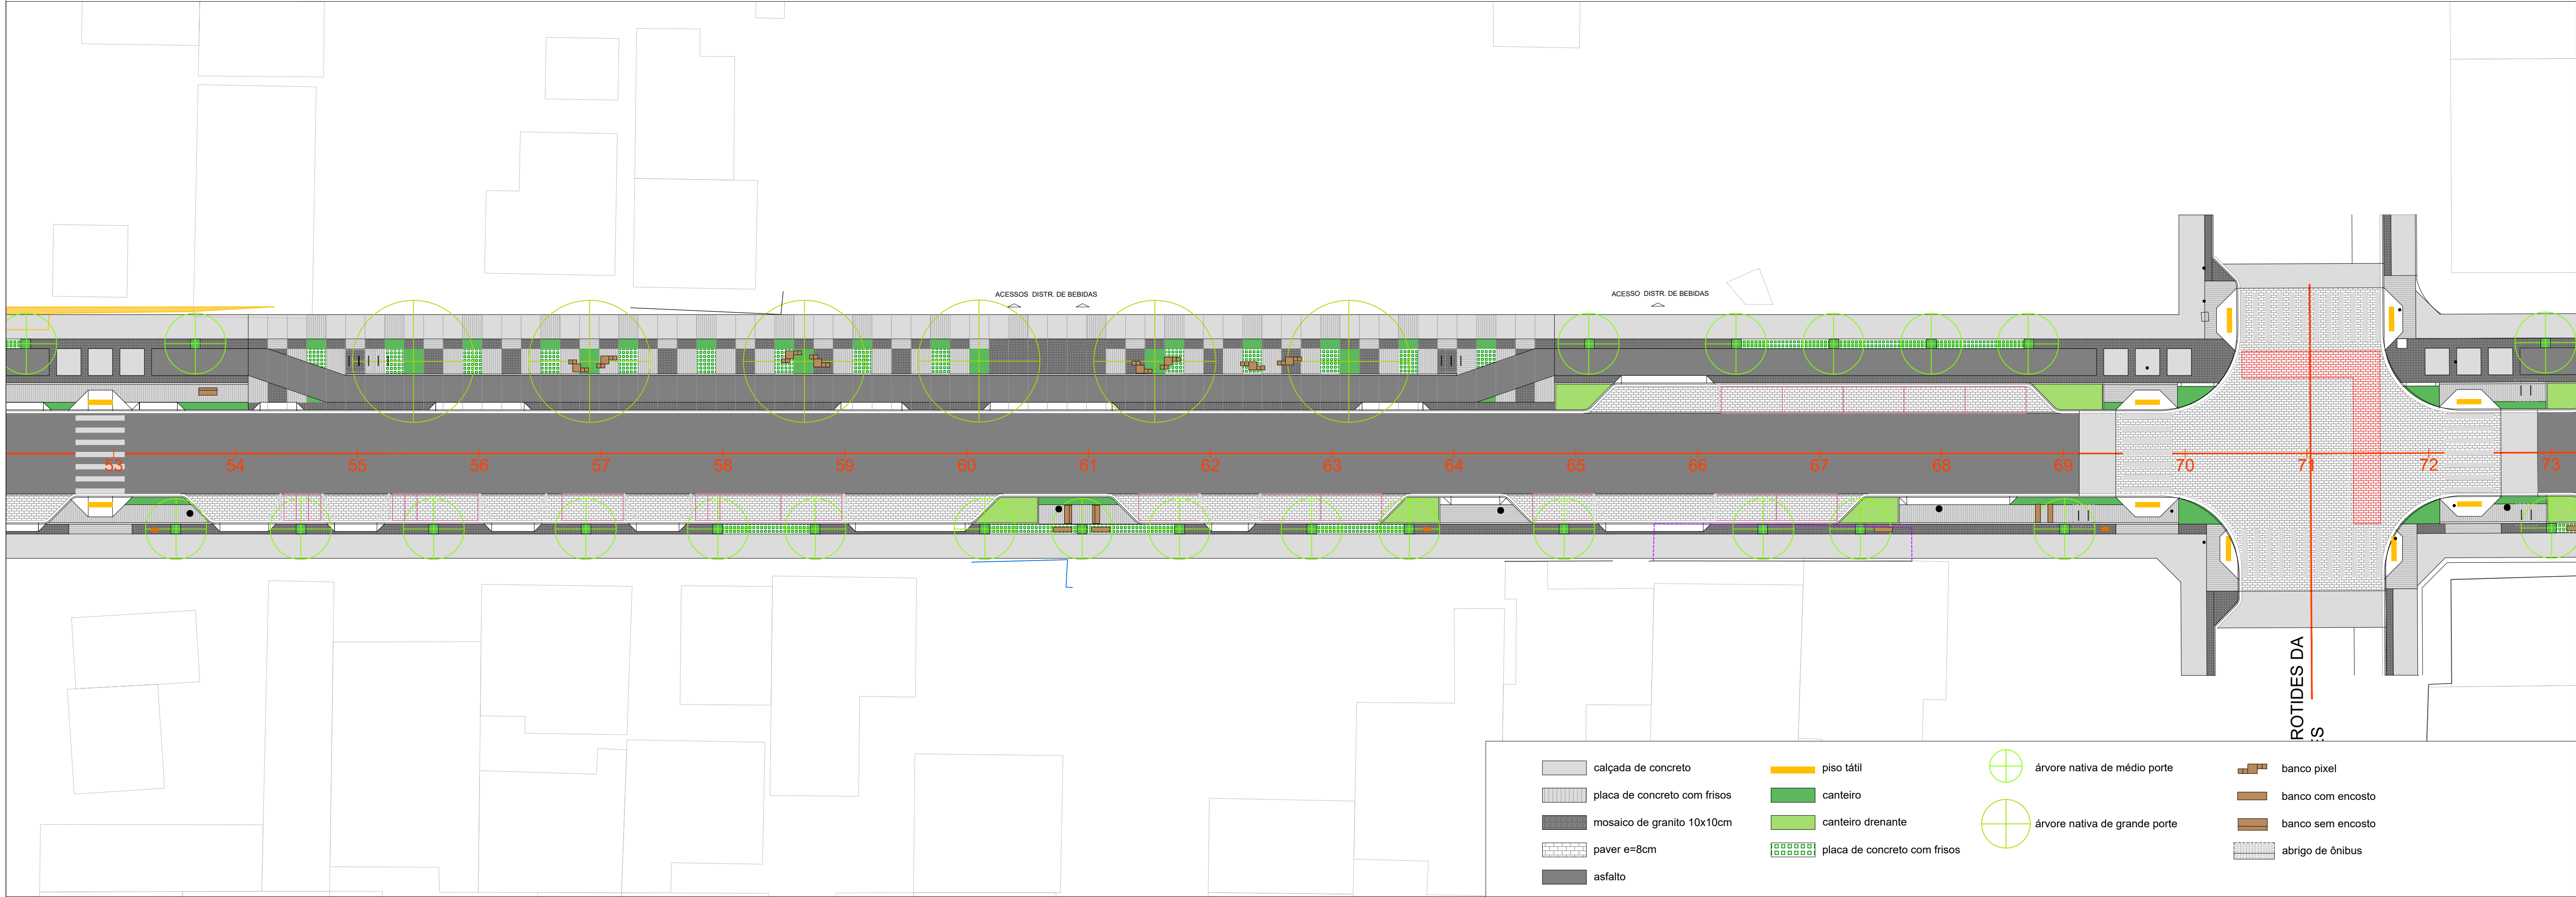 ACESSOS DISTR. DE BEBIDAS
ACESSO DISTR. DE BEBIDAS
53 54 55 56 57 58 59 60 61 62 63 64 65 66 67 68 69 70 71 72 73
ROTIDES DA
ES
calçada de concreto
placa de concreto com frisos
mosaico de granito 10x10cm
paver e=8cm
asfalto
piso tátil
canteiro
canteiro drenante
placa de concreto com frisos
árvore nativa de médio porte
árvore nativa de grande porte
banco pixel
banco com encosto
banco sem encosto
abrigo de ônibus